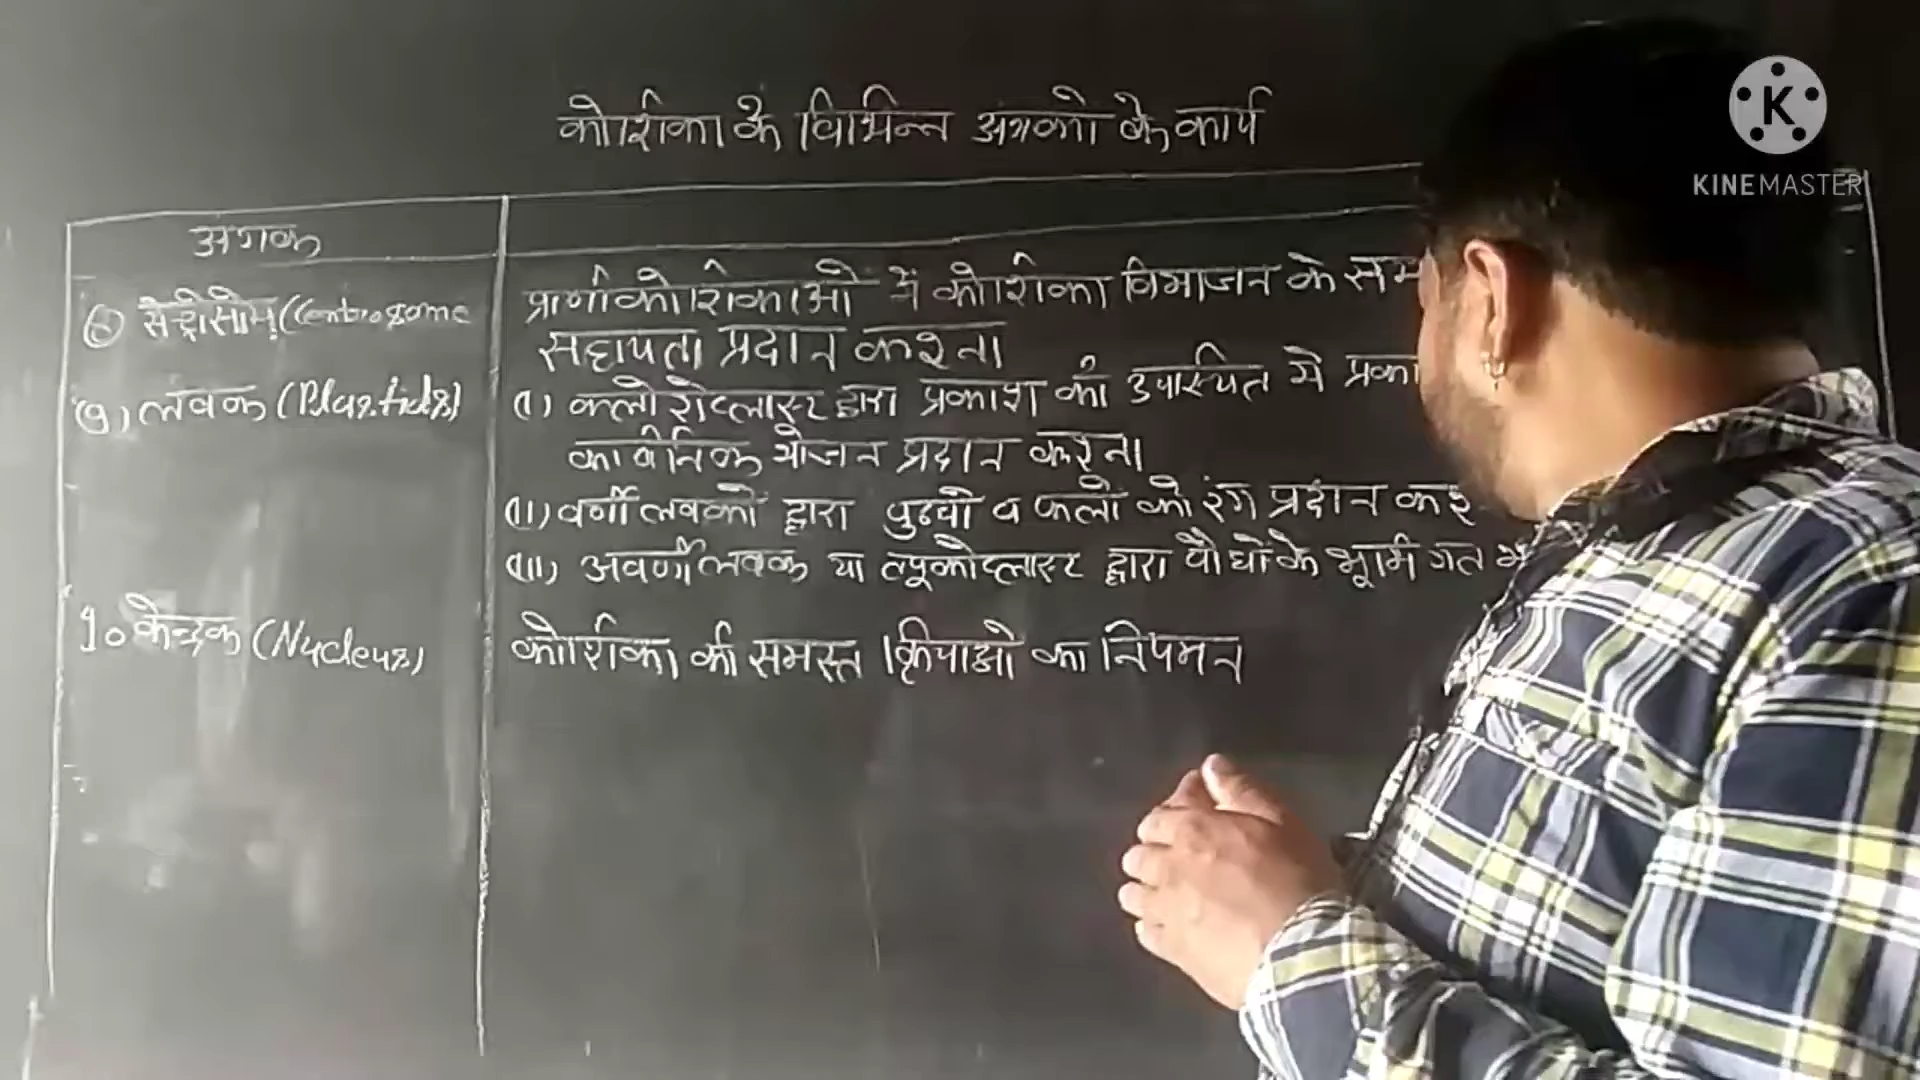 कोशिका के विभिन्न अंगको के कार्य
K
KINEMASTER
अंगक
सेन्ट्रोसोम (Centrosome
प्राणीकोशिकाओं में कोशिका विभाजन के सम
सहायता प्रदान करना
(9) लवक (Plastids)
(I) क्लोरोप्लास्ट द्वारा प्रकाश की उपस्थित मे प्रका
कार्बनिक भोजन प्रदान करना
(II) वर्णी लवकों द्वारा पुष्पो व फलो को रंग प्रदान कर
(III) अवर्णी लवक या ल्यूकोप्लास्ट द्वारा पौधों के भूमिगत
10 केन्द्रक (Nucleus)
कोशिका की समस्त क्रियाओ का नियमन